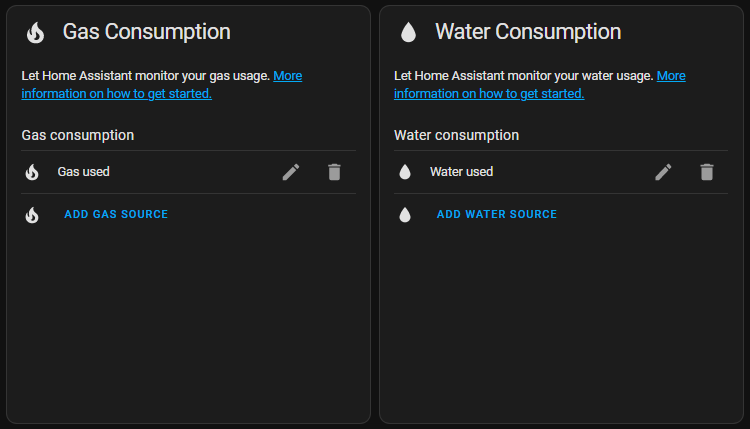 Gas Consumption
Let Home Assistant monitor your gas usage. More
information on how to get started.
Gas consumption
Gas used
ADD GAS SOURCE
Water Consumption
Let Home Assistant monitor your water usage. More
information on how to get started.
Water consumption
Water used
ADD WATER SOURCE